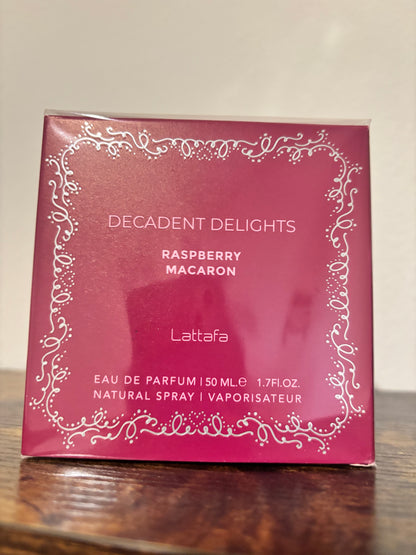 DECADENT DELIGHTS
RASPBERRY
MACARON
Lattafa
EAU DE PARFUM | 50 ML.℮ 1.7Fl.OZ.
NATURAL SPRAY | VAPORISATEUR